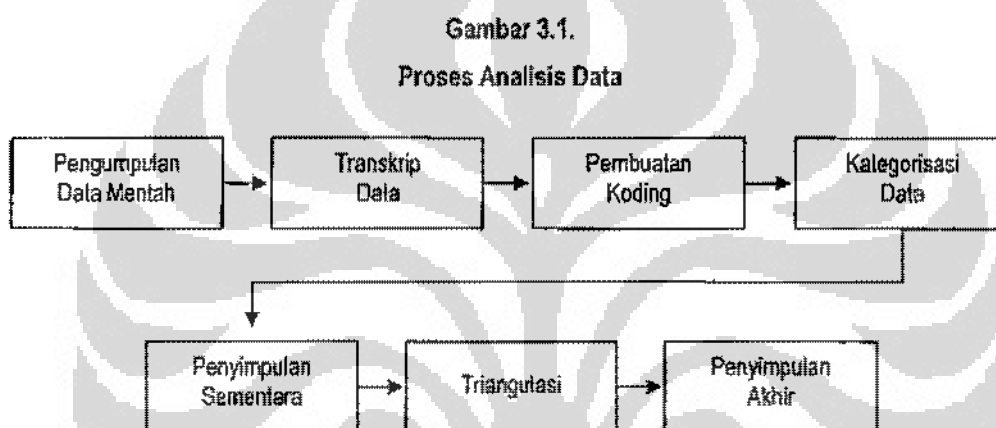 Gambar 3.1.
Proses Analisis Data
Pengumpulan
Data Mentah
Transkrip
Data
Pembuatan
Koding
Kategorisasi
Data
Penyimpulan
Sementara
Triangulasi
Penyimpulan
Akhir